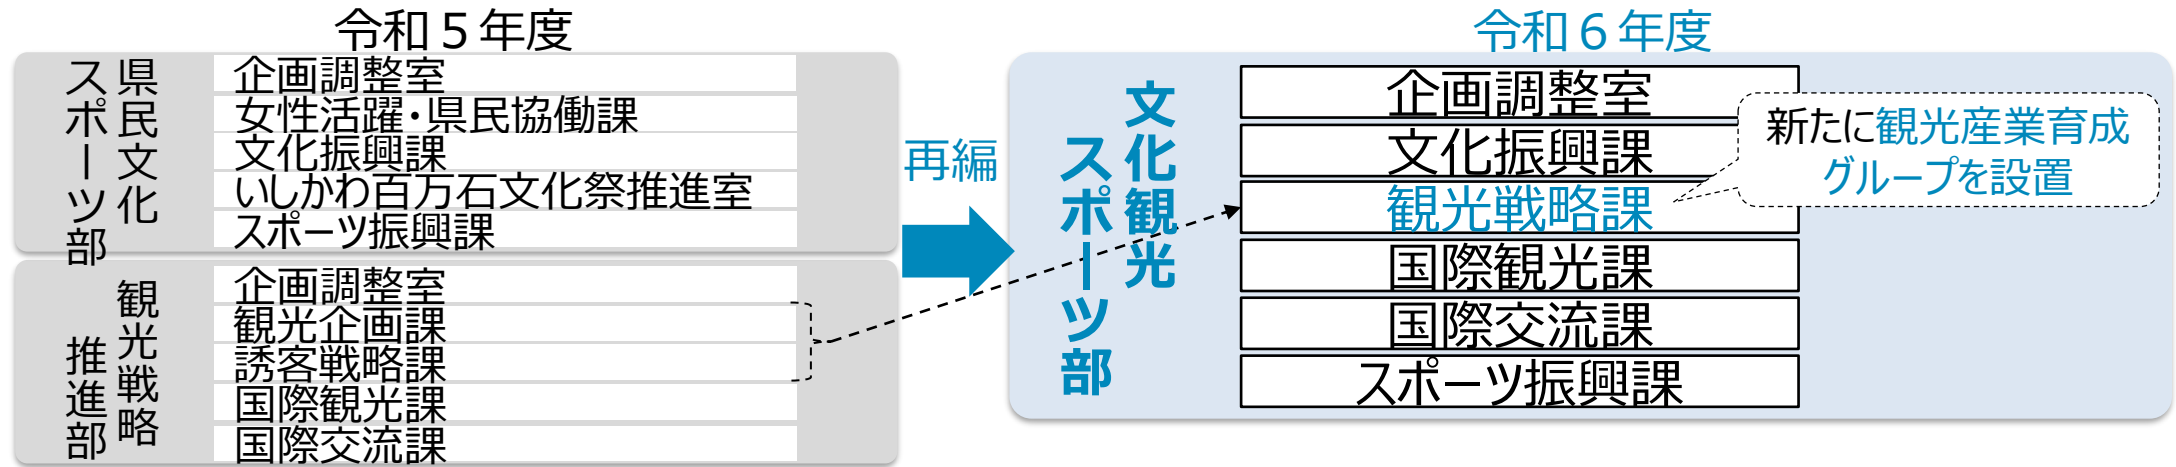 令和５年度
県民文化
スポーツ部
企画調整室
女性活躍・県民協働課
文化振興課
いしかわ百万石文化祭推進室
スポーツ振興課
観光戦略
推進部
企画調整室
観光企画課
誘客戦略課
国際観光課
国際交流課
再編
令和６年度
文化観光
スポーツ部
企画調整室
文化振興課
観光戦略課
国際観光課
国際交流課
スポーツ振興課
新たに観光産業育成
グループを設置